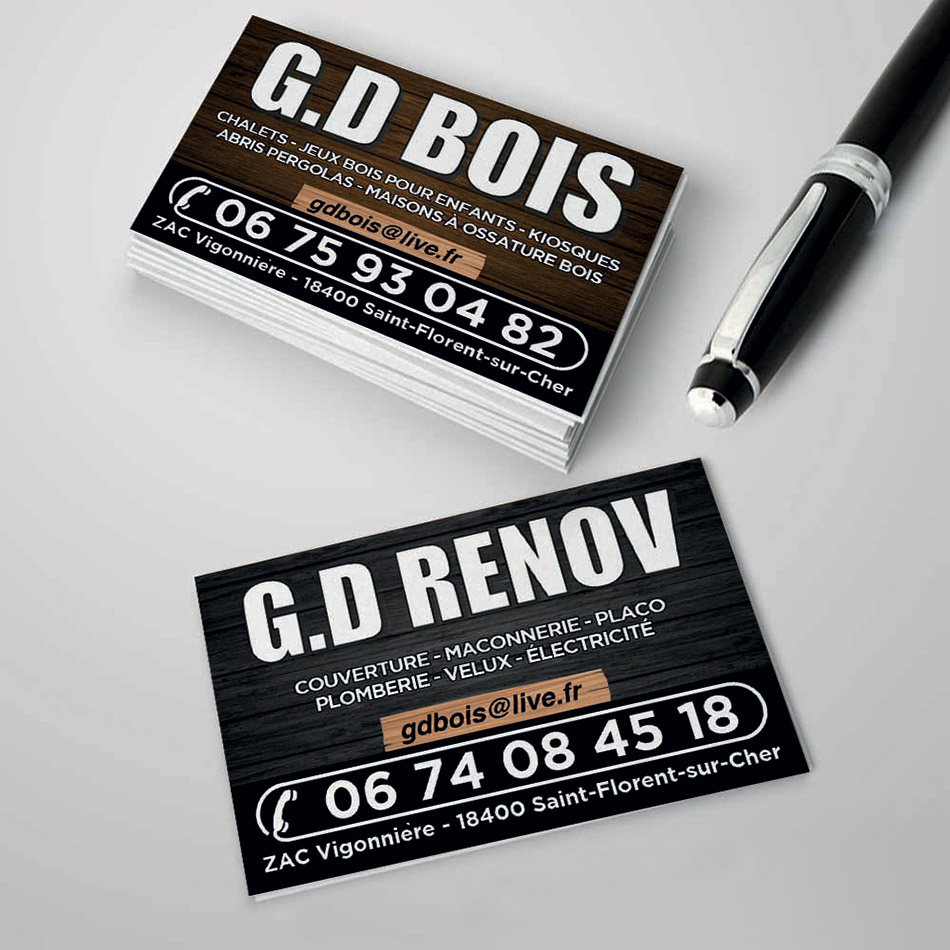 G.D BOIS
CHALETS - JEUX BOIS POUR ENFANTS - KIOSQUES
ABRIS PERGOLAS - MAISONS À OSSATURE BOIS
gdbois@live.fr
06 75 93 04 82
ZAC Vigonnière - 18400 Saint-Florent-sur-Cher
G.D RENOV
COUVERTURE - MACONNERIE - PLACO
PLOMBERIE - VELUX - ÉLECTRICITÉ
gdbois@live.fr
06 74 08 45 18
ZAC Vigonnière - 18400 Saint-Florent-sur-Cher